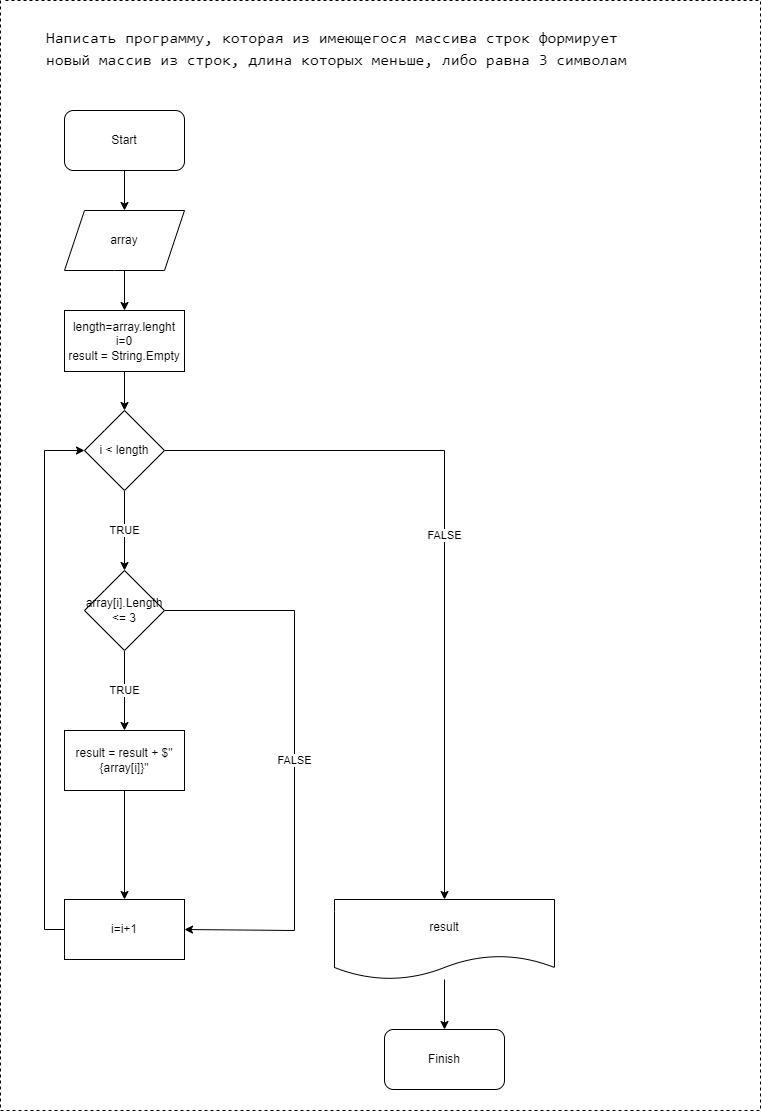 Написать программу, которая из имеющегося массива строк формирует
новый массив из строк, длина которых меньше, либо равна 3 символам
Start
array
length=array.lenght
i=0
result = String.Empty
i < length
TRUE
FALSE
array[i].Length
<= 3
TRUE
result = result + $"
{array[i]}"
FALSE
i=i+1
result
Finish